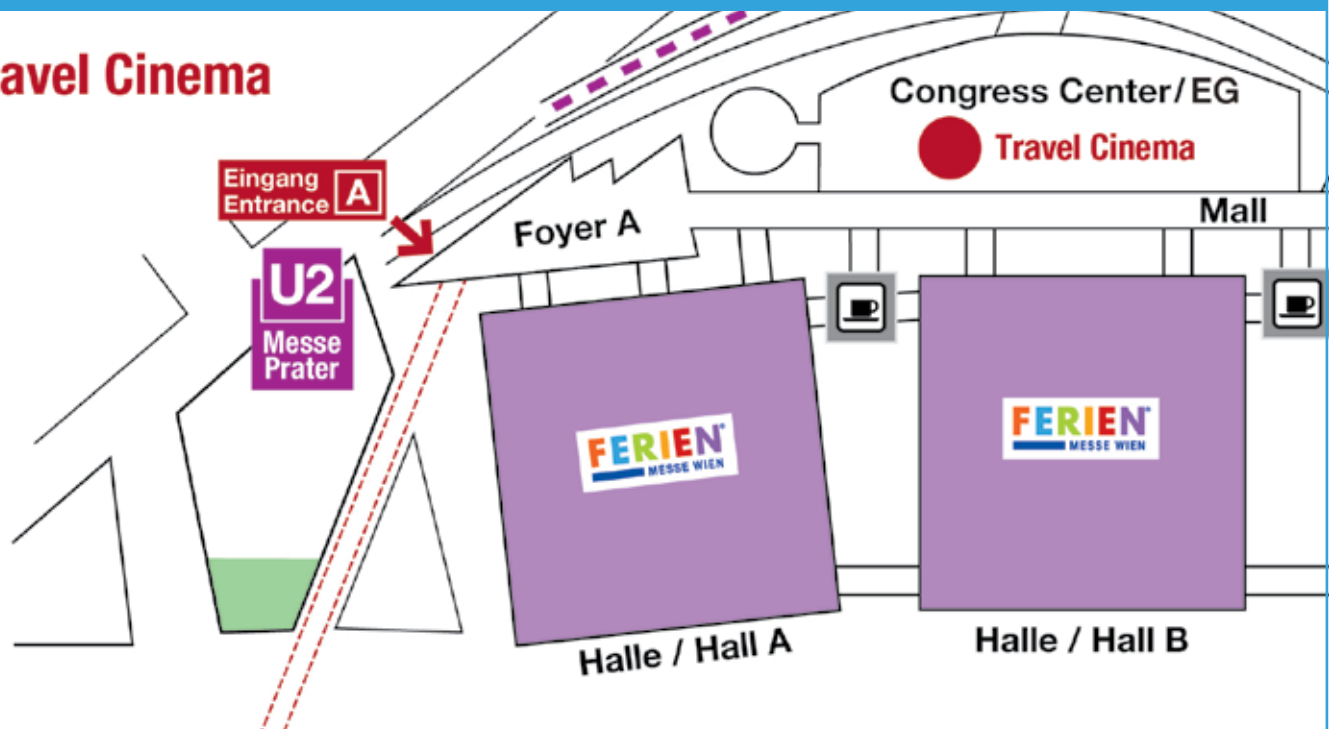 avel Cinema
Congress Center/EG
Travel Cinema
Eingang
Entrance A
Mall
Foyer A
U2
Messe
Prater
FERIEN
MESSE WIEN
FERIEN
MESSE WIEN
Halle / Hall A
Halle / Hall B